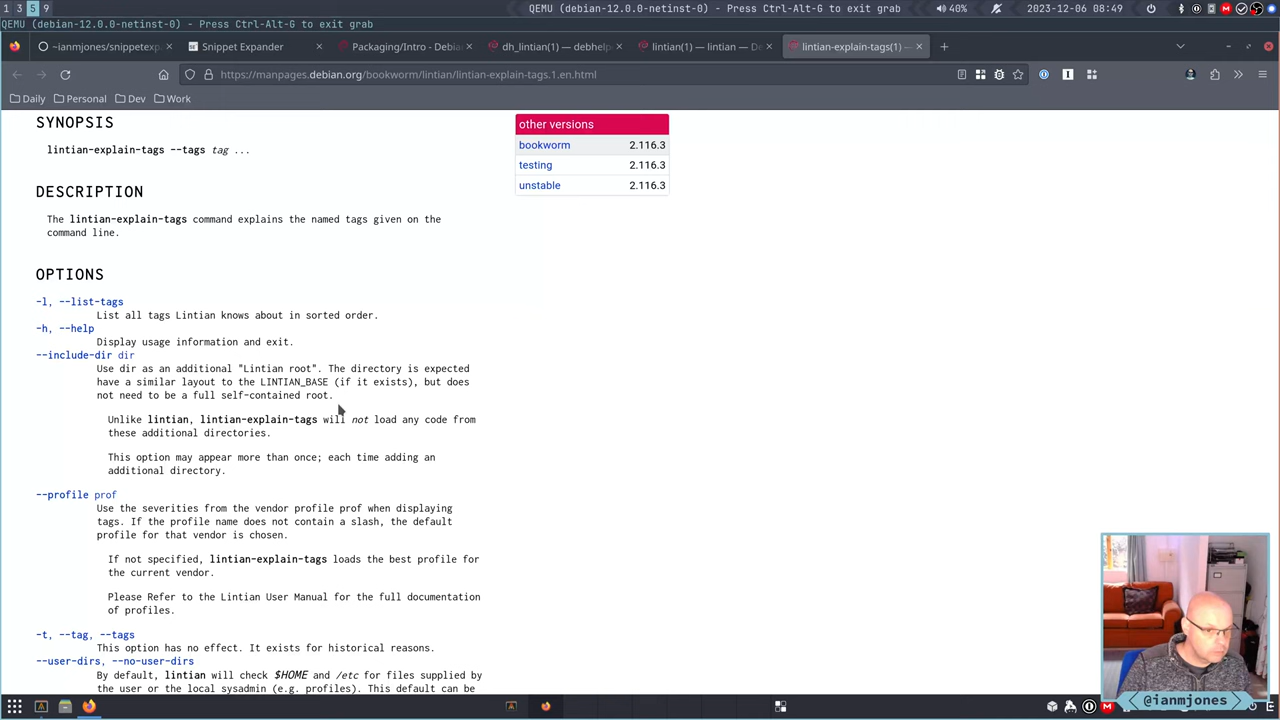 1 3 5 9
QEMU (debian-12.0.0-netinst-0) - Press Ctrl-Alt-G to exit grab
40%
2023-12-06 08:49
QEMU (debian-12.0.0-netinst-0) - Press Ctrl-Alt-G to exit grab
~ianmjones/snippetexp
Snippet Expander
Packaging/Intro - Debi
dh_lintian(1) — debhelp
lintian(1) — lintian — De
lintian-explain-tags(1) —
https://manpages.debian.org/bookworm/lintian/lintian-explain-tags.1.en.html
Daily
Personal
Dev
Work
SYNOPSIS
lintian-explain-tags --tags tag ...
DESCRIPTION
The lintian-explain-tags command explains the named tags given on the
command line.
OPTIONS
-l, --list-tags
List all tags Lintian knows about in sorted order.
-h, --help
Display usage information and exit.
--include-dir dir
Use dir as an additional "Lintian root". The directory is expected
have a similar layout to the LINTIAN_BASE (if it exists), but does
not need to be a full self-contained root.
Unlike lintian, lintian-explain-tags will not load any code from
these additional directories.
This option may appear more than once; each time adding an
additional directory.
--profile prof
Use the severities from the vendor profile prof when displaying
tags. If the profile name does not contain a slash, the default
profile for that vendor is chosen.
If not specified, lintian-explain-tags loads the best profile for
the current vendor.
Please Refer to the Lintian User Manual for the full documentation
of profiles.
-t, --tag, --tags
This option has no effect. It exists for historical reasons.
--user-dirs, --no-user-dirs
By default, lintian will check $HOME and /etc for files supplied by
the user or the local sysadmin (e.g. profiles). This default can be
other versions
bookworm 2.116.3
testing 2.116.3
unstable 2.116.3
@ianmjones